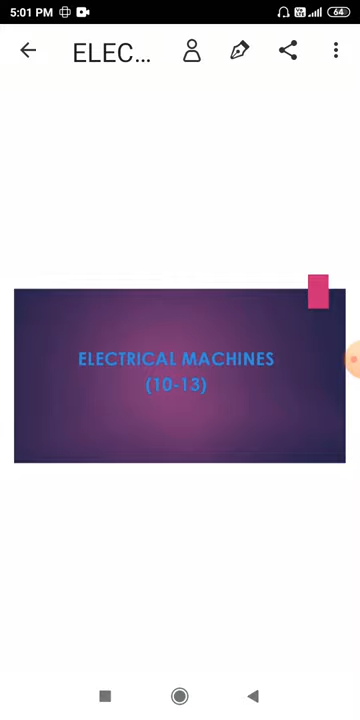 5:01 PM
64
ELEC...
ELECTRICAL MACHINES
(10-13)